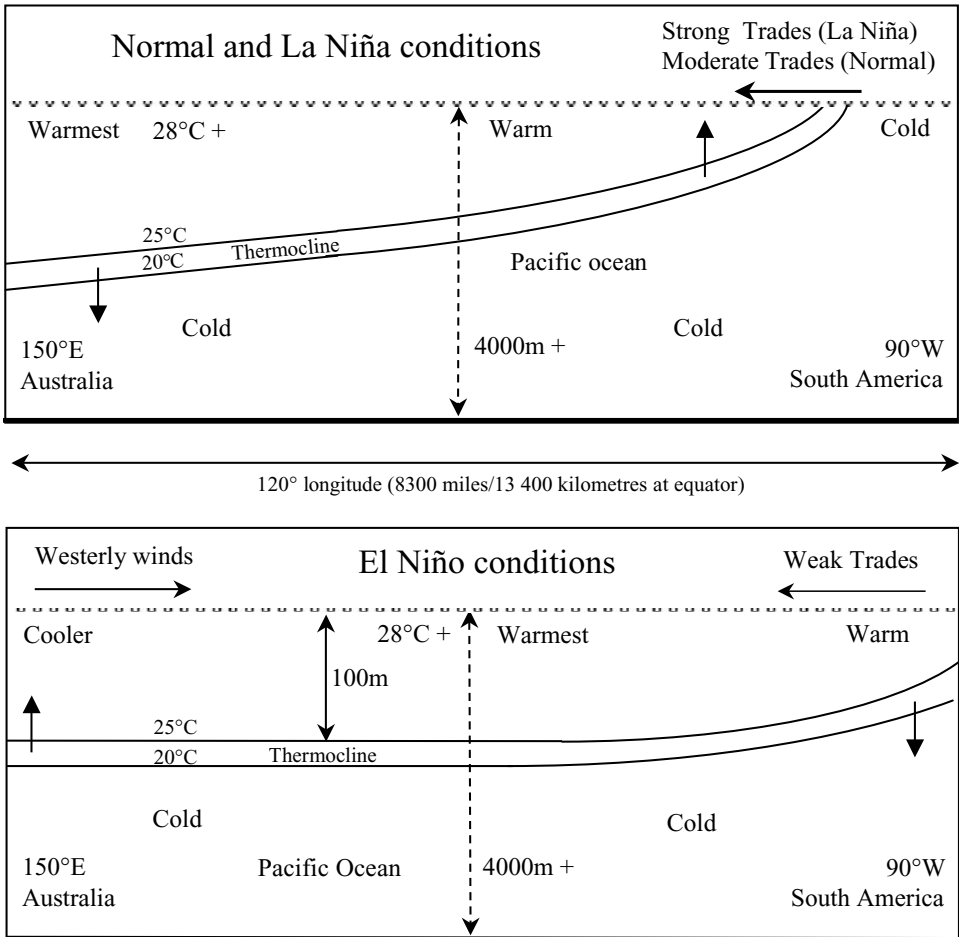 Normal and La Niña conditions
Strong Trades (La Niña)
Moderate Trades (Normal)
Warmest 28°C +
Warm
Cold
25°C
20°C
Thermocline
Pacific ocean
Cold
4000m +
Cold
150°E
Australia
90°W
South America
120° longitude (8300 miles/13 400 kilometres at equator)
Westerly winds
El Niño conditions
Weak Trades
Cooler
28°C +
Warmest
Warm
100m
25°C
20°C
Thermocline
Cold
Cold
150°E
Australia
Pacific Ocean
4000m +
90°W
South America